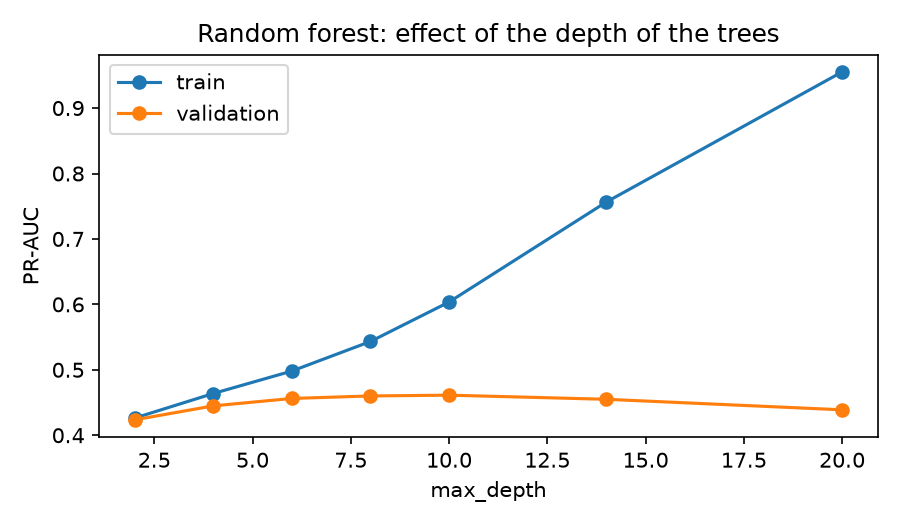 Random forest: effect of the depth of the trees
train
validation
PR-AUC
0.9
0.8
0.7
0.6
0.5
0.4
2.5 5.0 7.5 10.0 12.5 15.0 17.5 20.0
max_depth